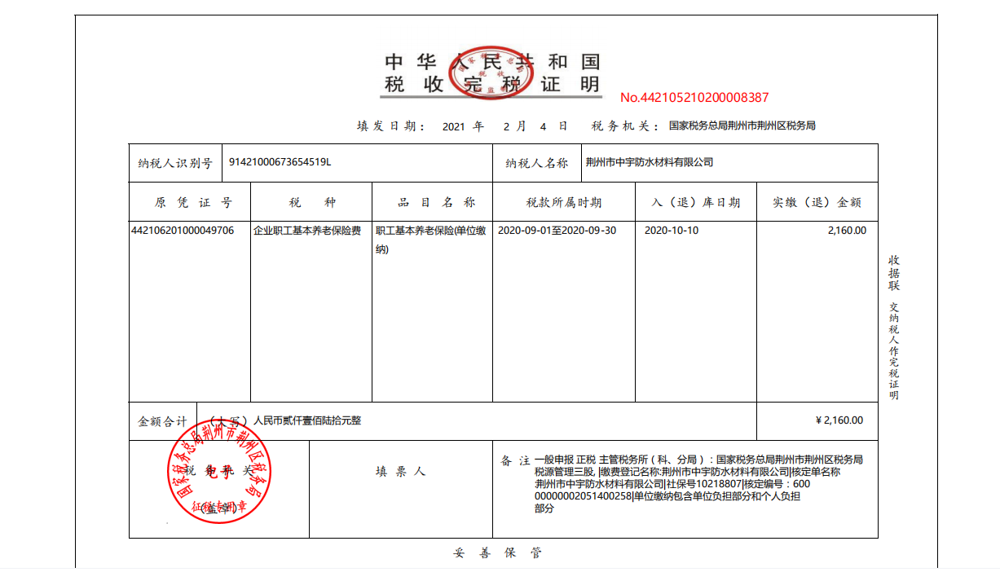 中华人民共和国
税收完税证明
No.442105210200008387
填发日期： 2021 年 2 月 4 日 税务机关： 国家税务总局荆州市荆州区税务局
纳税人识别号 91421000673654519L 纳税人名称 荆州市中宇防水材料有限公司
原凭证号 税种 品目名称 税款所属时期 入（退）库日期 实缴（退）金额
442106201000049706 企业职工基本养老保险费 职工基本养老保险(单位缴 2020-09-01至2020-09-30 2020-10-10 2,160.00
纳)
金额合计 （大写）人民币贰仟壹佰陆拾元整 ￥2,160.00
国家税务总局荆州市荆州区税务局
电子
征税专用章
税务机关
（盖章）
填票人
备注 一般申报 正税 主管税务所（科、分局）：国家税务总局荆州市荆州区税务局
税源管理三股, |缴费登记名称:荆州市中宇防水材料有限公司|核定单名称
:荆州市中宇防水材料有限公司|社保号10218807|核定编号：600
00000002051400258|单位缴纳包含单位负担部分和个人负担
部分
收据联 交纳税人作完税证明
妥善保管